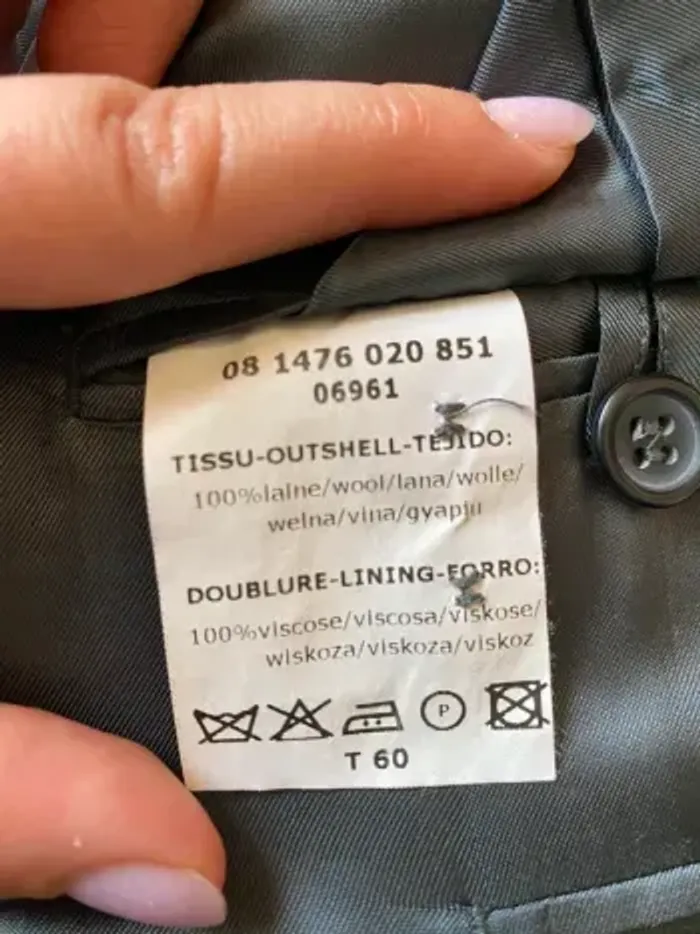 08 1476 020 851
06961
TISSU-OUTSHELL-TEJIDO:
100%laine/wool/lana/wolle/
welna/vlna/gyapju
DOUBLURE-LINING-FORRO:
100%viscose/viscosa/viskose/
wiskoza/viskoza/viskoz
P
T 60